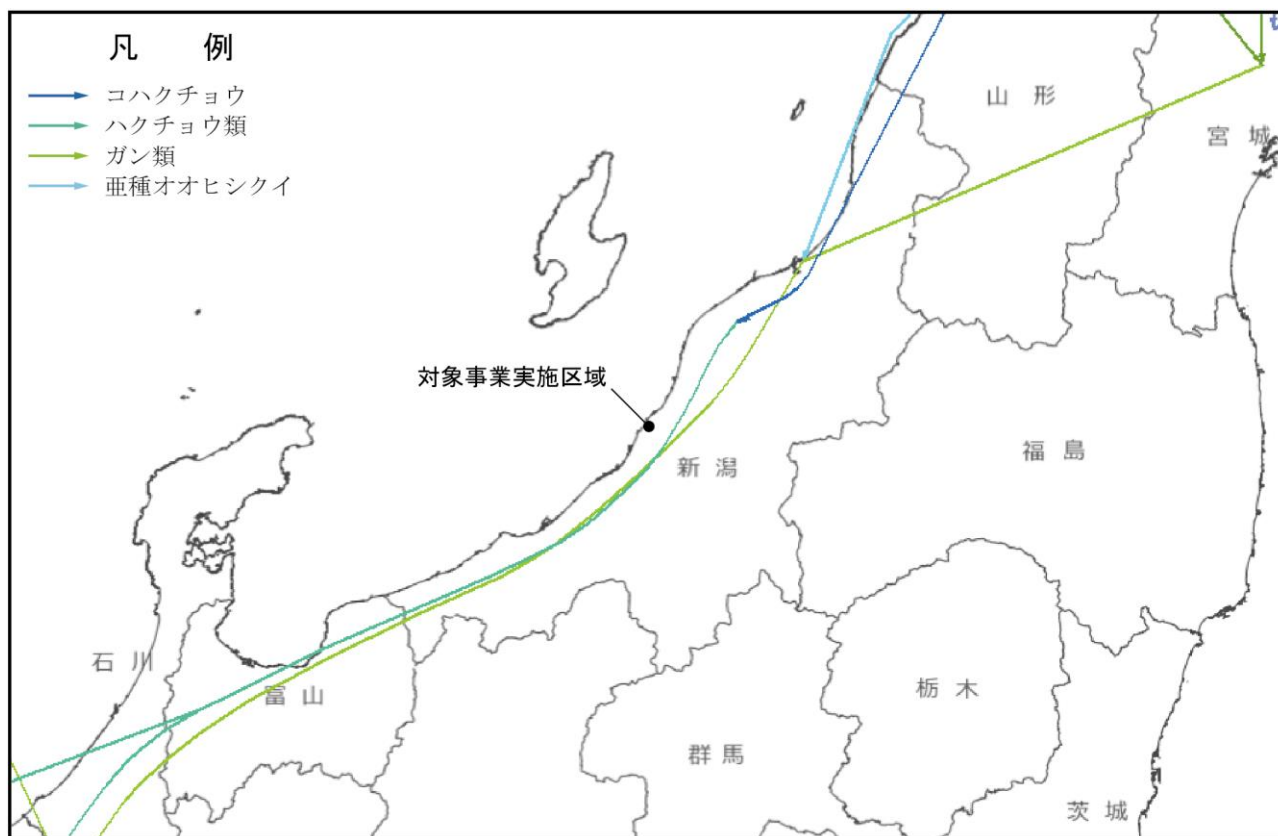 凡 例
コハクチョウ
ハクチョウ類
ガン類
亜種オオヒシクイ
山 形
宮 城
対象事業実施区域
新 潟
福 島
石 川
富 山
栃 木
群 馬
茨 城